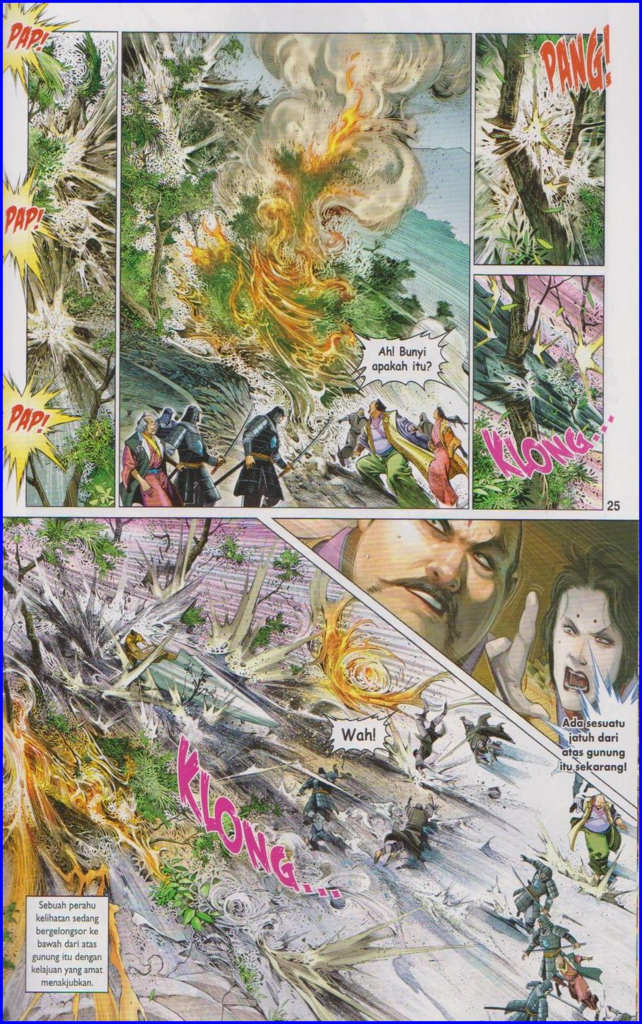 PAP!
PAP!
PAP!
Ah! Bunyi
apakah itu?
PANG!
KLONG...
25
Ada sesuatu
jatuh dari
atas gunung
itu sekarang!
Wah!
KLONG...
Sebuah perahu
kelihatan sedang
bergelongsor ke
bawah dari atas
gunung itu dengan
kelajuan yang amat
menakjubkan.